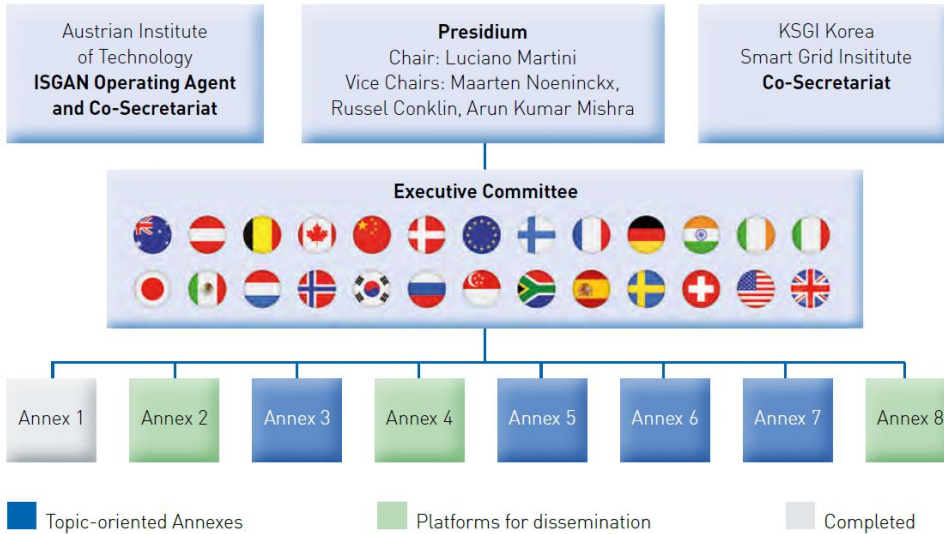 Austrian Institute
of Technology
ISGAN Operating Agent
and Co-Secretariat
Presidium
Chair: Luciano Martini
Vice Chairs: Maarten Noeninckx,
Russel Conklin, Arun Kumar Mishra
KSGI Korea
Smart Grid Insititute
Co-Secretariat
Executive Committee
Annex 1
Annex 2
Annex 3
Annex 4
Annex 5
Annex 6
Annex 7
Annex 8
Topic-oriented Annexes
Platforms for dissemination
Completed